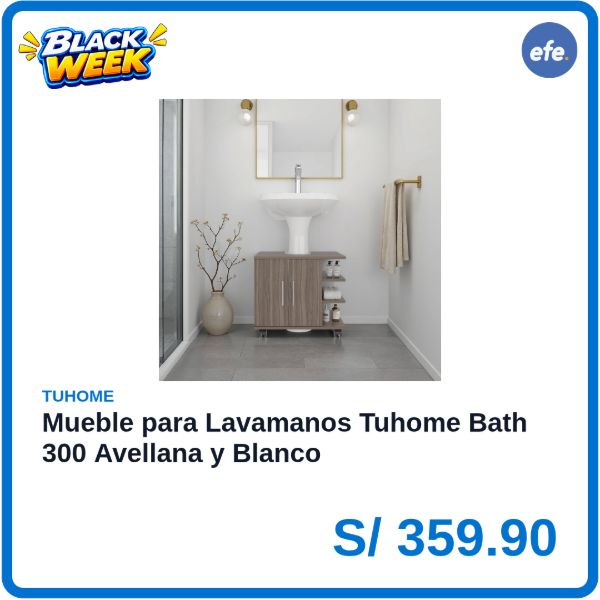 BLACK
WEEK
efe.
TUHOME
Mueble para Lavamanos Tuhome Bath
300 Avellana y Blanco
S/ 359.90